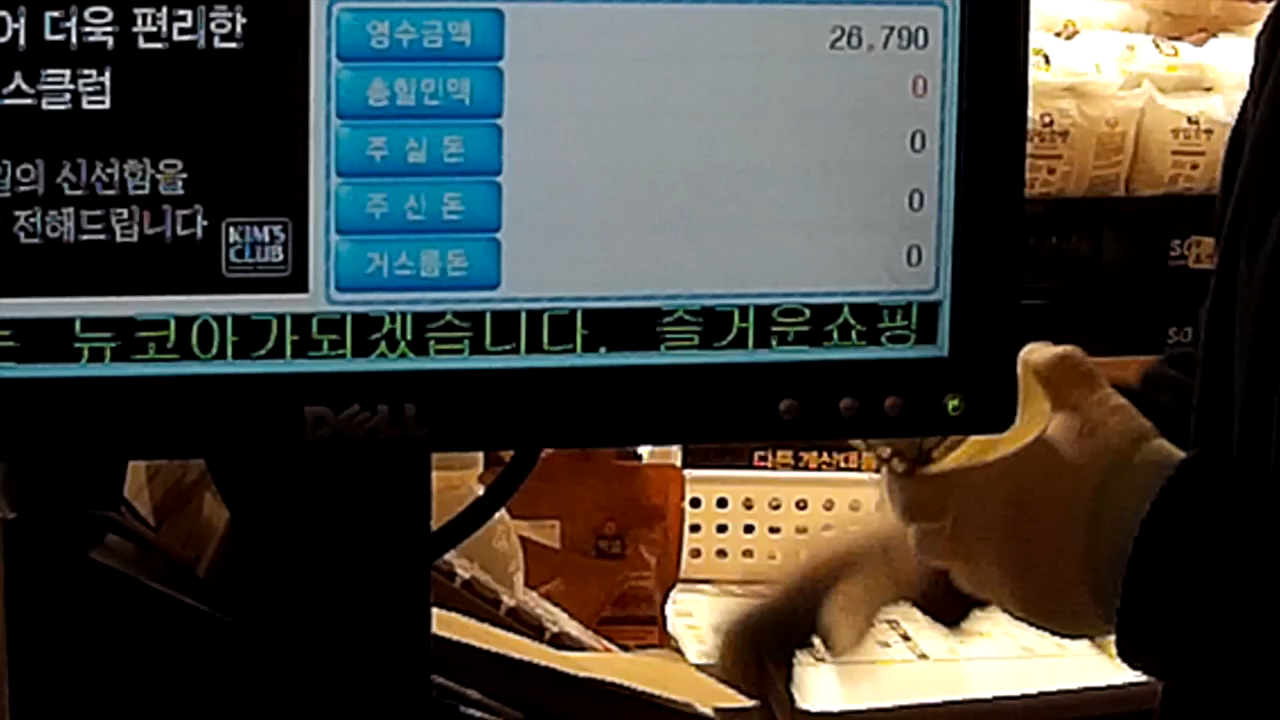 어 더욱 편리한
스클럽
일의 신선함을
전해드립니다
KIM'S
CLUB
영수금액 26,790
총할인액 0
주 실 돈 0
주 신 돈 0
거스름돈 0
는 뉴코아가되겠습니다. 즐거운쇼핑
DELL
다른 계산대를